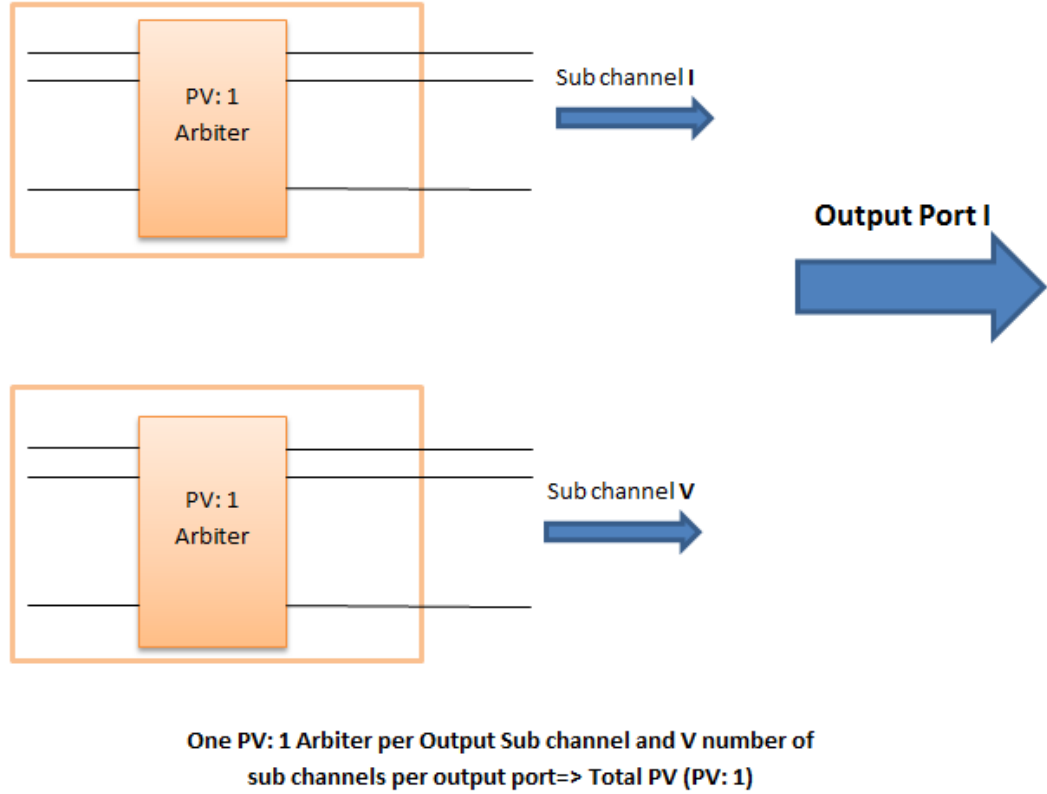 PV: 1
Arbiter
Sub channel I
Output Port I
PV: 1
Arbiter
Sub channel V
One PV: 1 Arbiter per Output Sub channel and V number of
sub channels per output port=> Total PV (PV: 1)